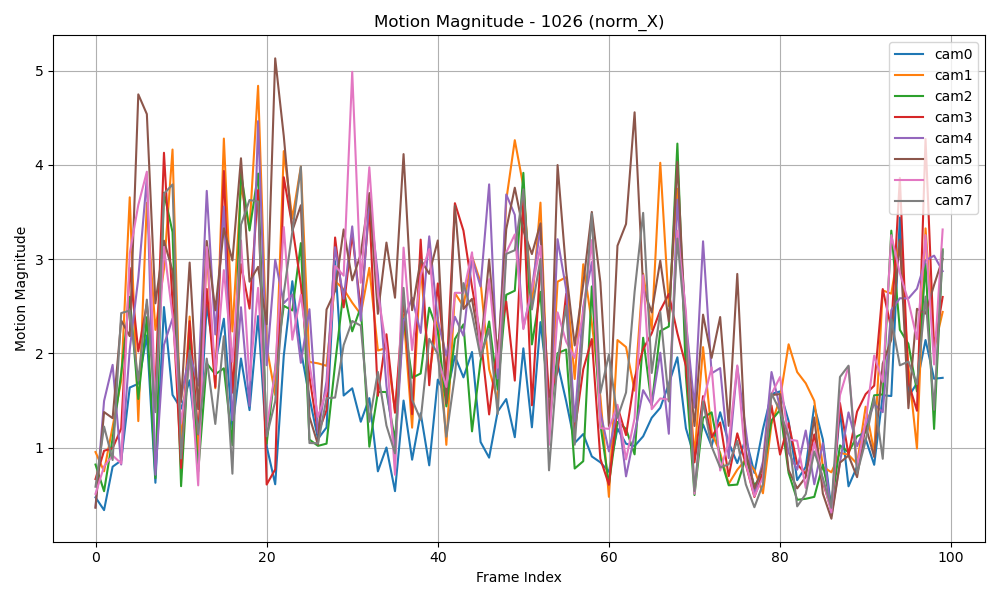 Motion Magnitude - 1026 (norm_X)
Motion Magnitude
5
4
3
2
1
0
20
40
60
80
100
Frame Index
cam0
cam1
cam2
cam3
cam4
cam5
cam6
cam7